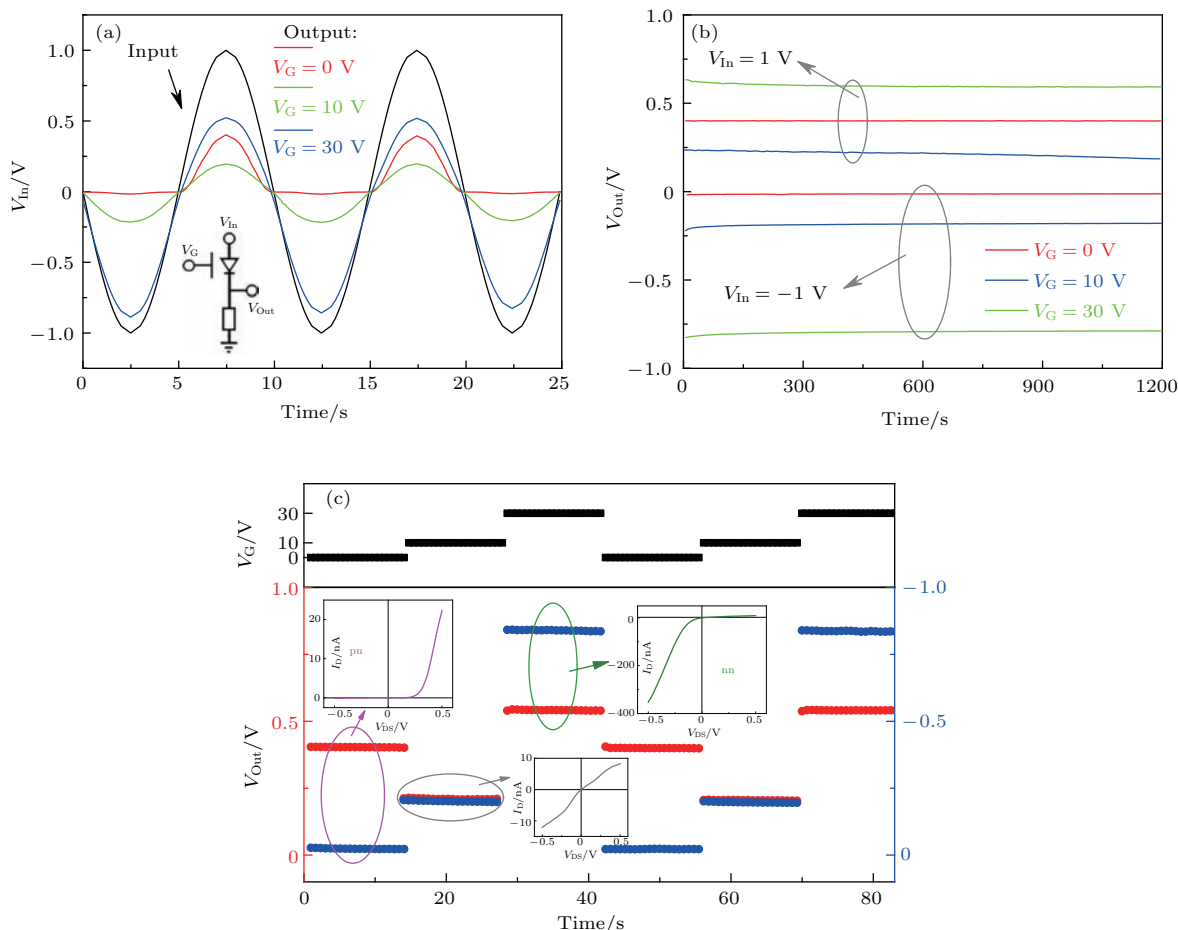 (a)
Input
Output:
V_G = 0 V
V_G = 10 V
V_G = 30 V
1.0
0.5
0
−0.5
−1.0
V_In/V
V_In
V_G
V_Out
0 5 10 15 20 25
Time/s
(b)
V_In = 1 V
V_In = −1 V
V_G = 0 V
V_G = 10 V
V_G = 30 V
1.0
0.5
0
−0.5
−1.0
V_Out/V
0 300 600 900 1200
Time/s
(c)
30
10
0
V_G/V
1.0
0.5
0
V_Out/V
−1.0
−0.5
0
20
10
0
I_D/nA
pn
−0.5 0 0.5
V_DS/V
0
−200
−400
I_D/nA
nn
−0.5 0 0.5
V_DS/V
10
0
−10
I_D/nA
−0.5 0 0.5
V_DS/V
0 20 40 60 80
Time/s